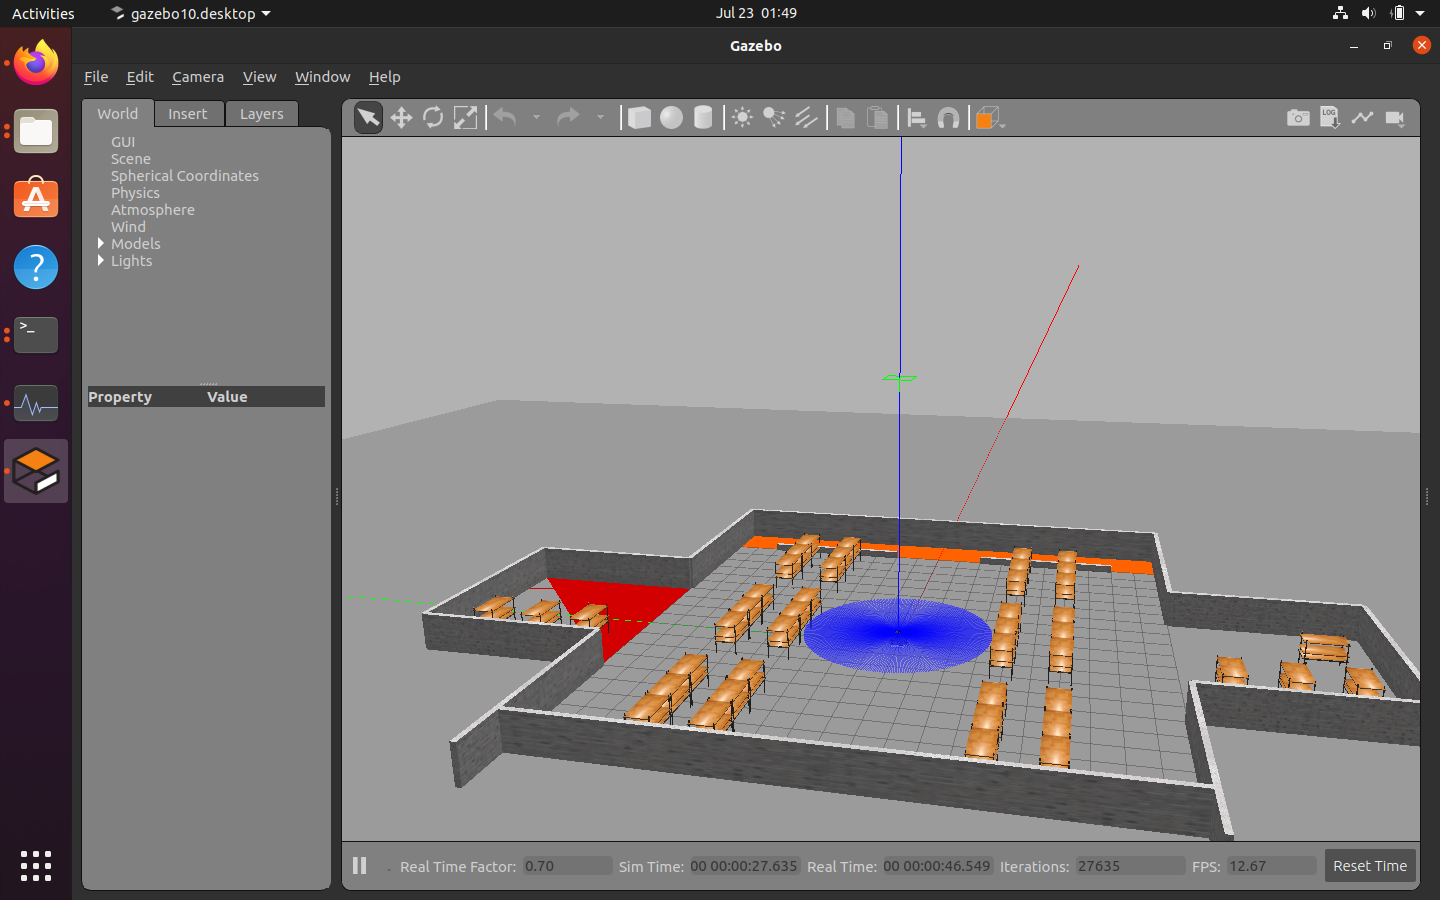 Activities gazebo10.desktop Jul 23 01:49
Gazebo
File Edit Camera View Window Help
World Insert Layers
GUI
Scene
Spherical Coordinates
Physics
Atmosphere
Wind
Models
Lights
Property Value
LOG
>_
Real Time Factor: 0.70 Sim Time: 00 00:00:27.635 Real Time: 00 00:00:46.549 Iterations: 27635 FPS: 12.67 Reset Time